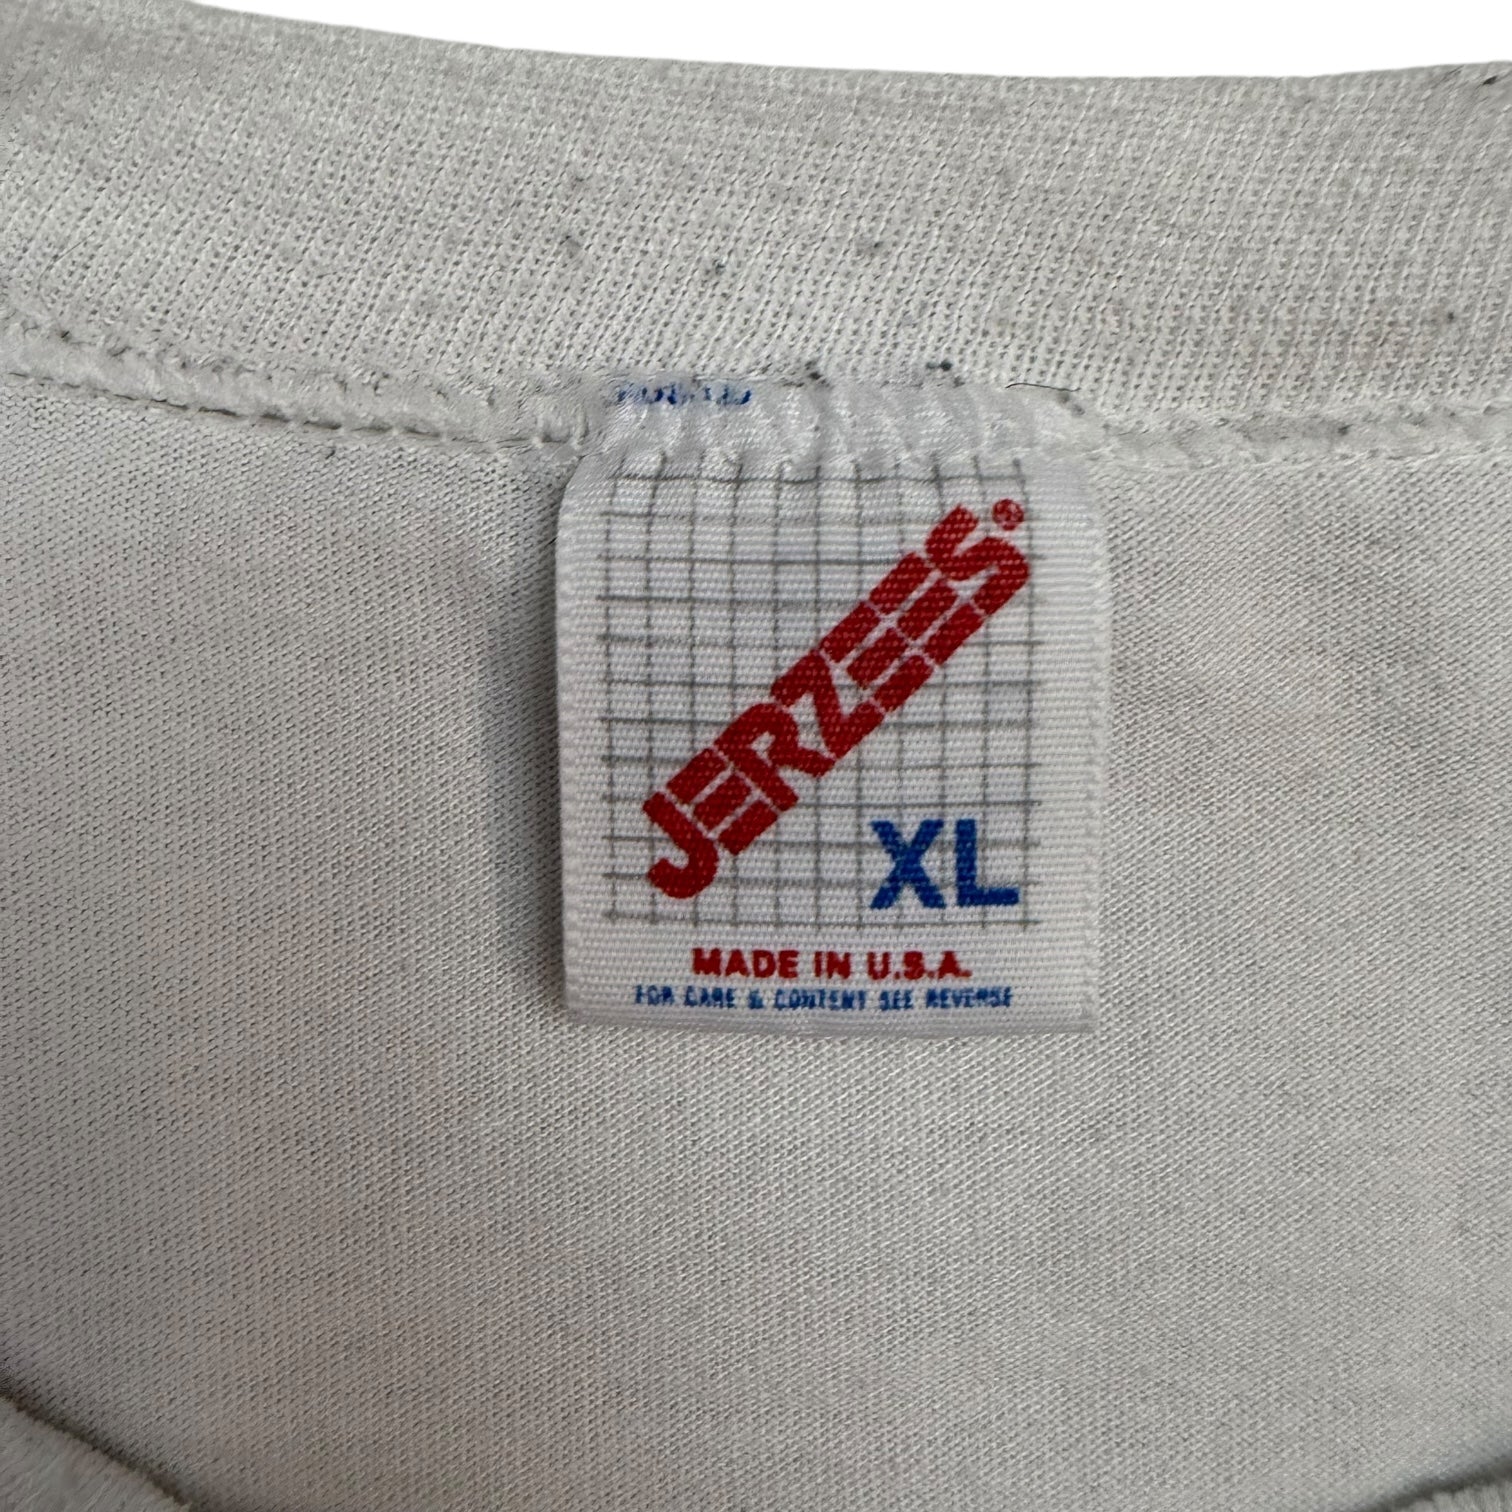 JERZEES®
XL
MADE IN U.S.A.
FOR CARE & CONTENT SEE REVERSE